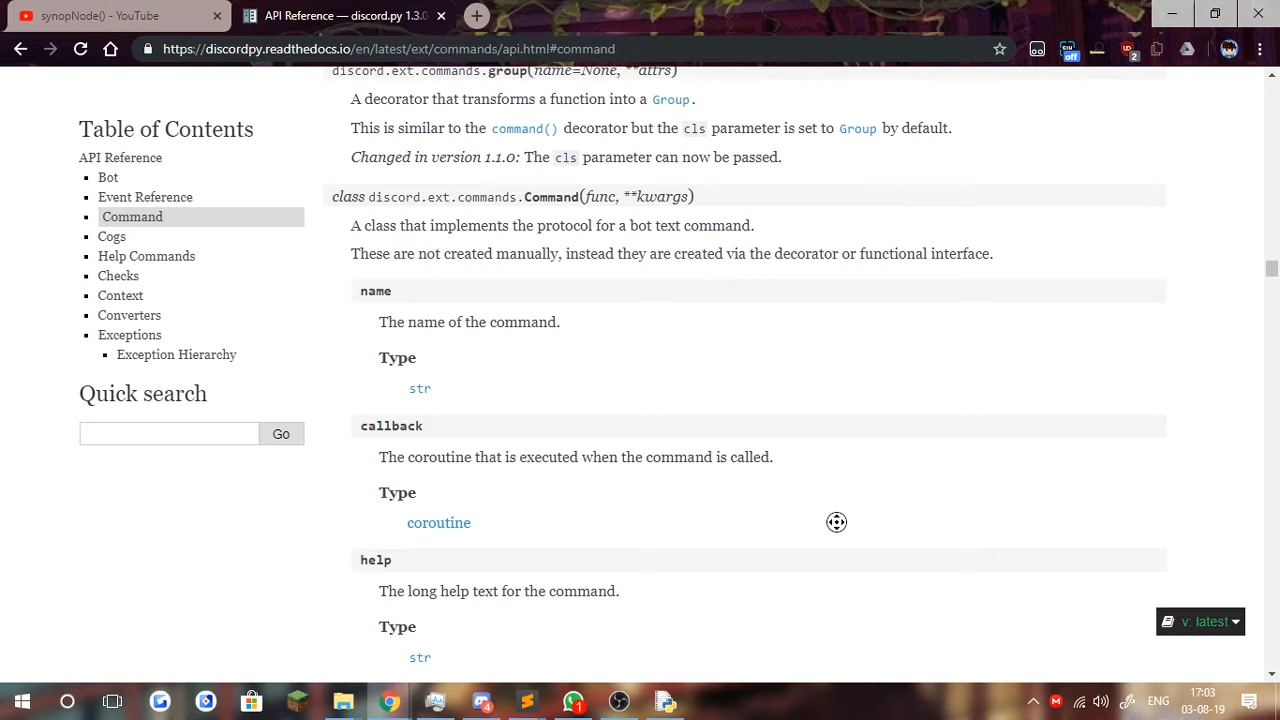 synopNode() - YouTube
API Reference — discord.py 1.3.0
https://discordpy.readthedocs.io/en/latest/ext/commands/api.html#command
off
2
Table of Contents
API Reference
Bot
Event Reference
Command
Cogs
Help Commands
Checks
Context
Converters
Exceptions
Exception Hierarchy
Quick search
Go
discord.ext.commands.group(name=None, **attrs)
A decorator that transforms a function into a Group.
This is similar to the command() decorator but the cls parameter is set to Group by default.
Changed in version 1.1.0: The cls parameter can now be passed.
class discord.ext.commands.Command(func, **kwargs)
A class that implements the protocol for a bot text command.
These are not created manually, instead they are created via the decorator or functional interface.
name
The name of the command.
Type
str
callback
The coroutine that is executed when the command is called.
Type
coroutine
help
The long help text for the command.
Type
str
v: latest
4
1
ENG
17:03
03-08-19